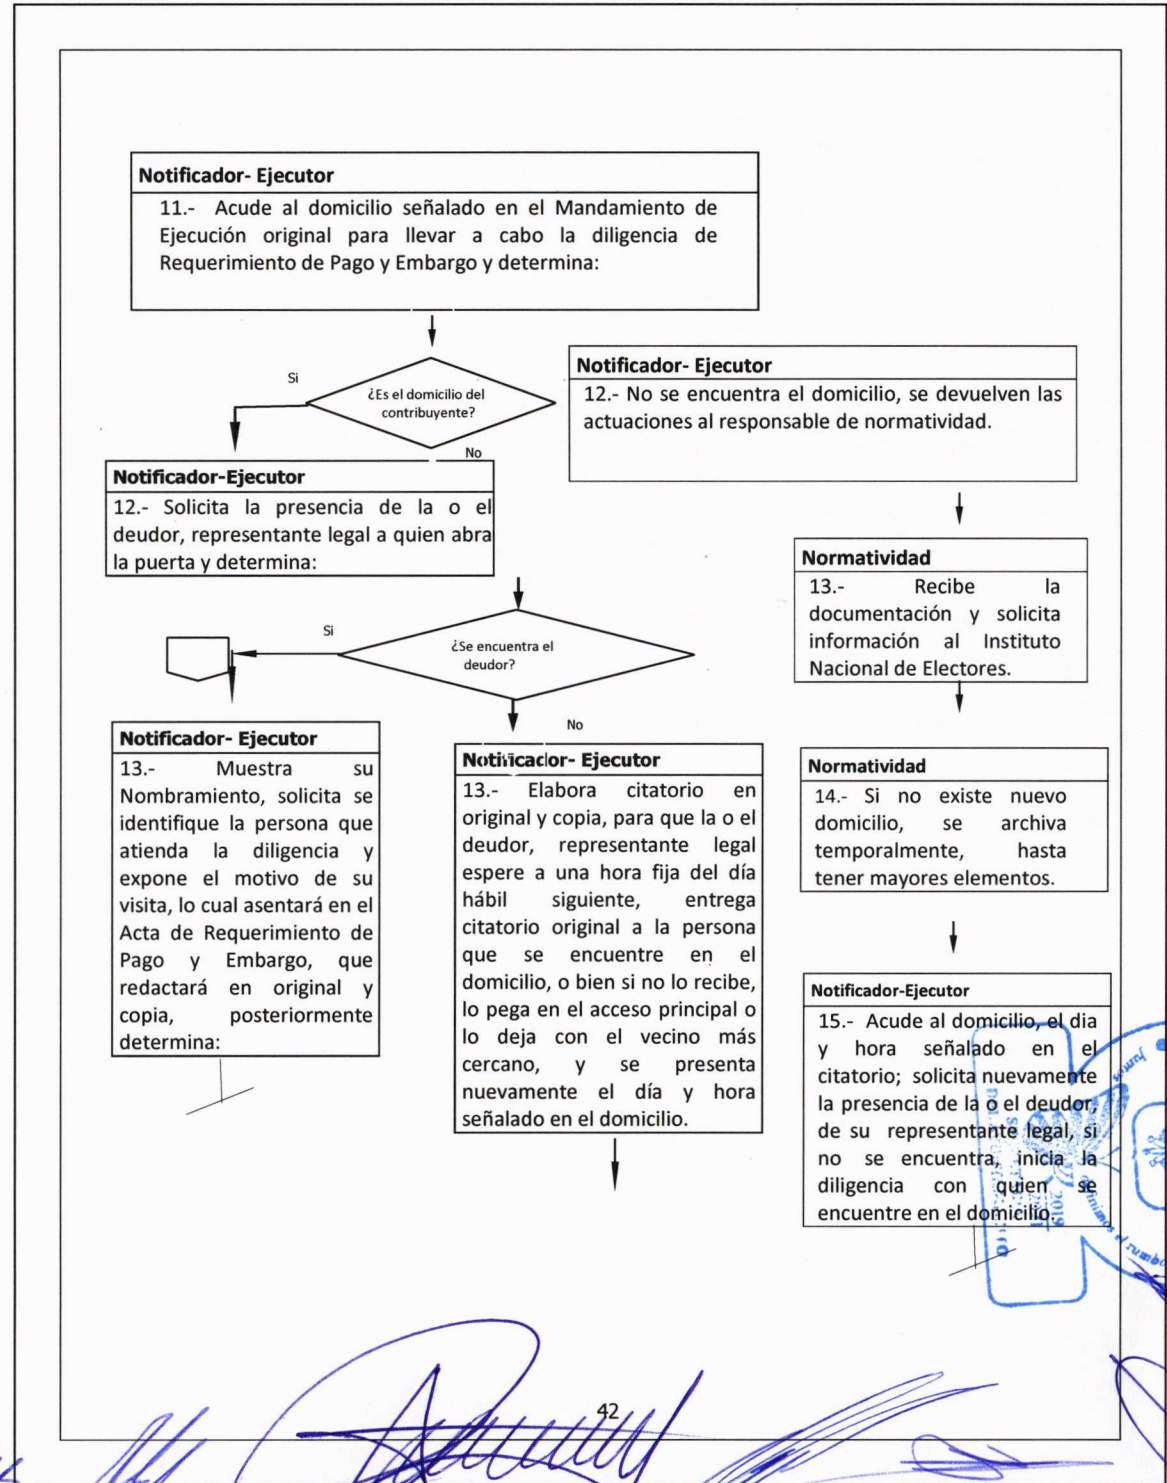 Notificador- Ejecutor
11.- Acude al domicilio señalado en el Mandamiento de
Ejecución original para llevar a cabo la diligencia de
Requerimiento de Pago y Embargo y determina:
Si
¿Es el domicilio del
contribuyente?
No
Notificador- Ejecutor
12.- No se encuentra el domicilio, se devuelven las
actuaciones al responsable de normatividad.
Notificador-Ejecutor
12.- Solicita la presencia de la o el
deudor, representante legal a quien abra
la puerta y determina:
Normatividad
13.- Recibe la
documentación y solicita
información al Instituto
Nacional de Electores.
Si
¿Se encuentra el
deudor?
No
Notificador- Ejecutor
13.- Muestra su
Nombramiento, solicita se
identifique la persona que
atienda la diligencia y
expone el motivo de su
visita, lo cual asentará en el
Acta de Requerimiento de
Pago y Embargo, que
redactará en original y
copia, posteriormente
determina:
Notificador- Ejecutor
13.- Elabora citatorio en
original y copia, para que la o el
deudor, representante legal
espere a una hora fija del día
hábil siguiente, entrega
citatorio original a la persona
que se encuentre en el
domicilio, o bien si no lo recibe,
lo pega en el acceso principal o
lo deja con el vecino más
cercano, y se presenta
nuevamente el día y hora
señalado en el domicilio.
Normatividad
14.- Si no existe nuevo
domicilio, se archiva
temporalmente, hasta
tener mayores elementos.
Notificador-Ejecutor
15.- Acude al domicilio, el dia
y hora señalado en el
citatorio; solicita nuevamente
la presencia de la o el deudor,
de su representante legal, si
no se encuentra, inicia la
diligencia con quien se
encuentre en el domicilio.
Juntos
el rumbo
2019
42